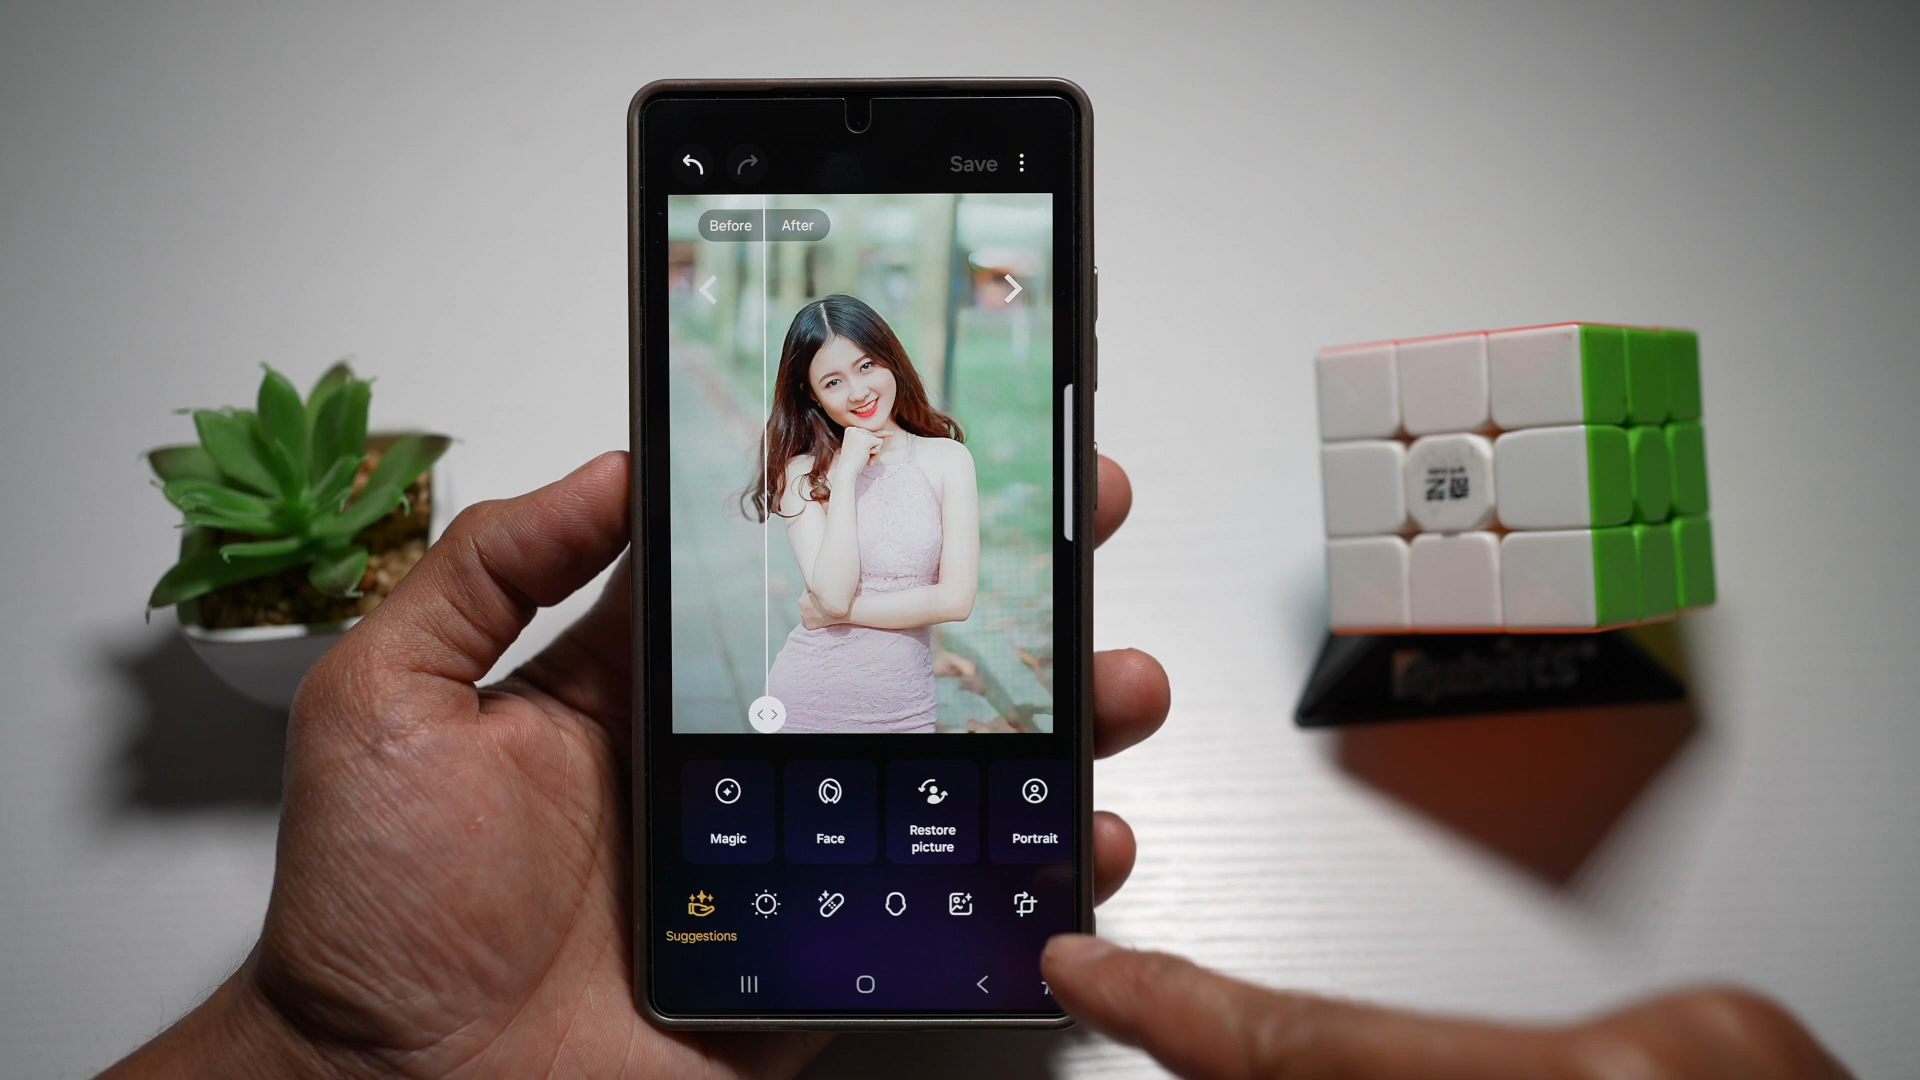 Save
Before After
Magic
Face
Restore
picture
Portrait
Suggestions